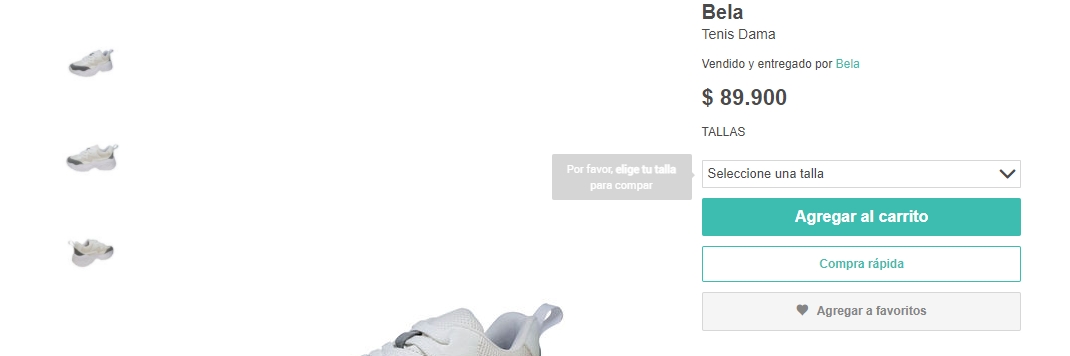 Bela
Tenis Dama
Vendido y entregado por Bela
$ 89.900
TALLAS
Por favor, elige tu talla
para compar
Seleccione una talla
Agregar al carrito
Compra rápida
Agregar a favoritos